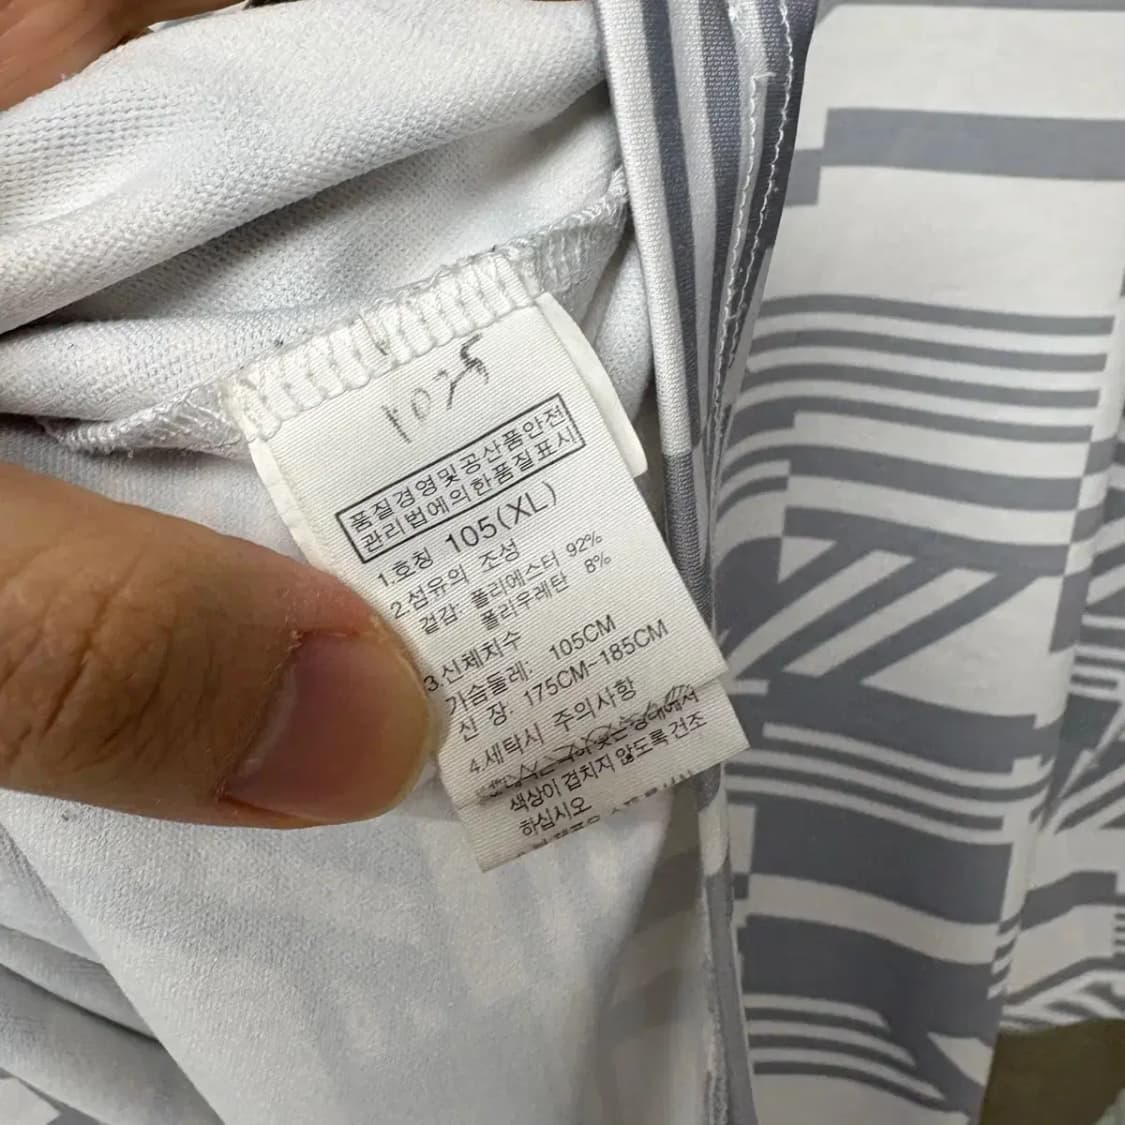 1025
품질경영및공산품안전
관리법에의한품질표시
1.호칭 105(XL)
2.섬유의 조성
겉감: 폴리에스터 92%
폴리우레탄 8%
3.신체치수
가슴둘레: 105CM
신 장: 175CM~185CM
4.세탁시 주의사항
색상이 겹치지 않도록 건조
하십시오